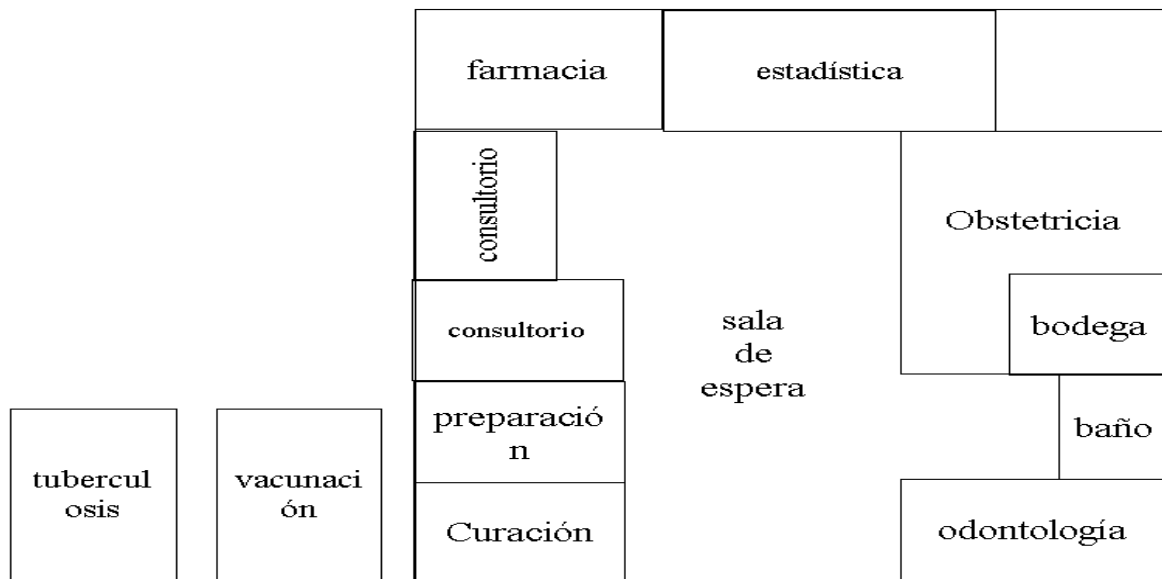 farmacia
estadística
consultorio
Obstetricia
consultorio
sala
de
espera
bodega
preparació
n
baño
tubercul
osis
vacunaci
ón
Curación
odontología